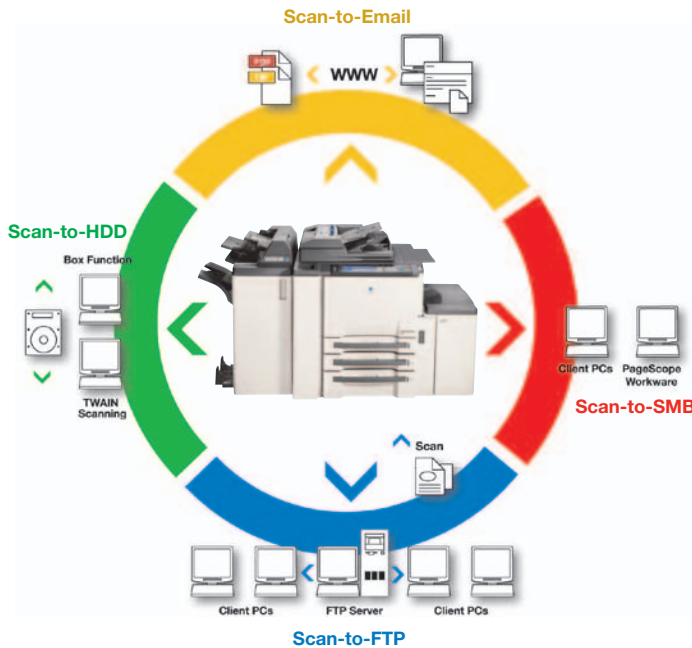 Scan-to-Email
PDF
TIF
WWW
Scan-to-HDD
Box Function
TWAIN
Scanning
Client PCs
PageScope
Workware
Scan-to-SMB
Scan
Client PCs
FTP Server
Client PCs
Scan-to-FTP